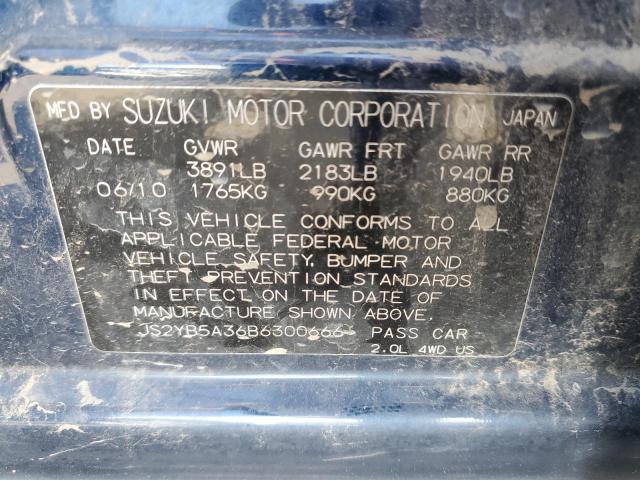 MFD BY SUZUKI MOTOR CORPORATION JAPAN
DATE GVWR GAWR FRT GAWR RR
3891LB 2183LB 1940LB
06/10 1765KG 990KG 880KG
THIS VEHICLE CONFORMS TO ALL
APPLICABLE FEDERAL MOTOR
VEHICLE SAFETY, BUMPER AND
THEFT PREVENTION STANDARDS
IN EFFECT ON THE DATE OF
MANUFACTURE SHOWN ABOVE.
PASS CAR
2.0L 4WD US